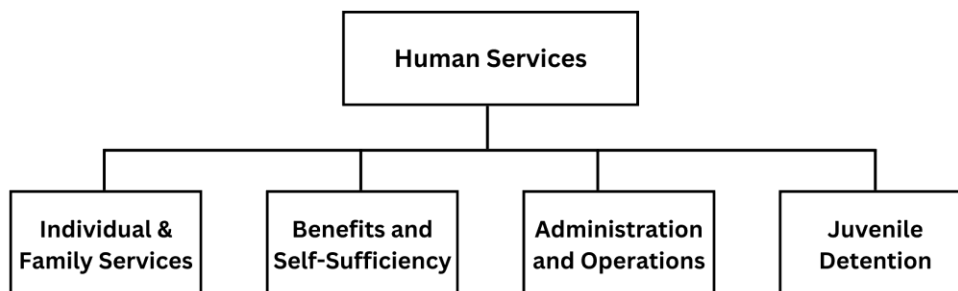 Human Services
Individual &
Family Services
Benefits and
Self-Sufficiency
Administration
and Operations
Juvenile
Detention